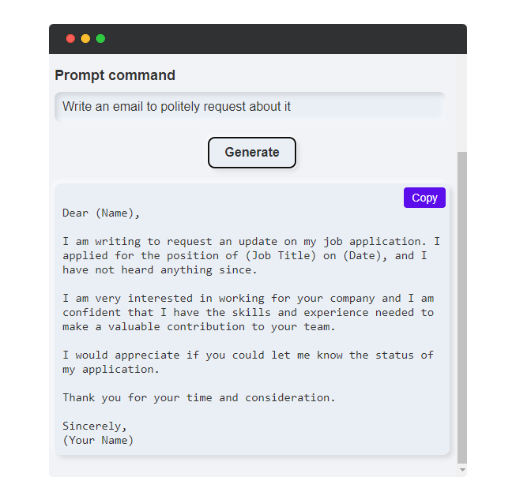 Prompt command
Write an email to politely request about it
Generate
Copy
Dear (Name),
I am writing to request an update on my job application. I
applied for the position of (Job Title) on (Date), and I
have not heard anything since.
I am very interested in working for your company and I am
confident that I have the skills and experience needed to
make a valuable contribution to your team.
I would appreciate if you could let me know the status of
my application.
Thank you for your time and consideration.
Sincerely,
(Your Name)